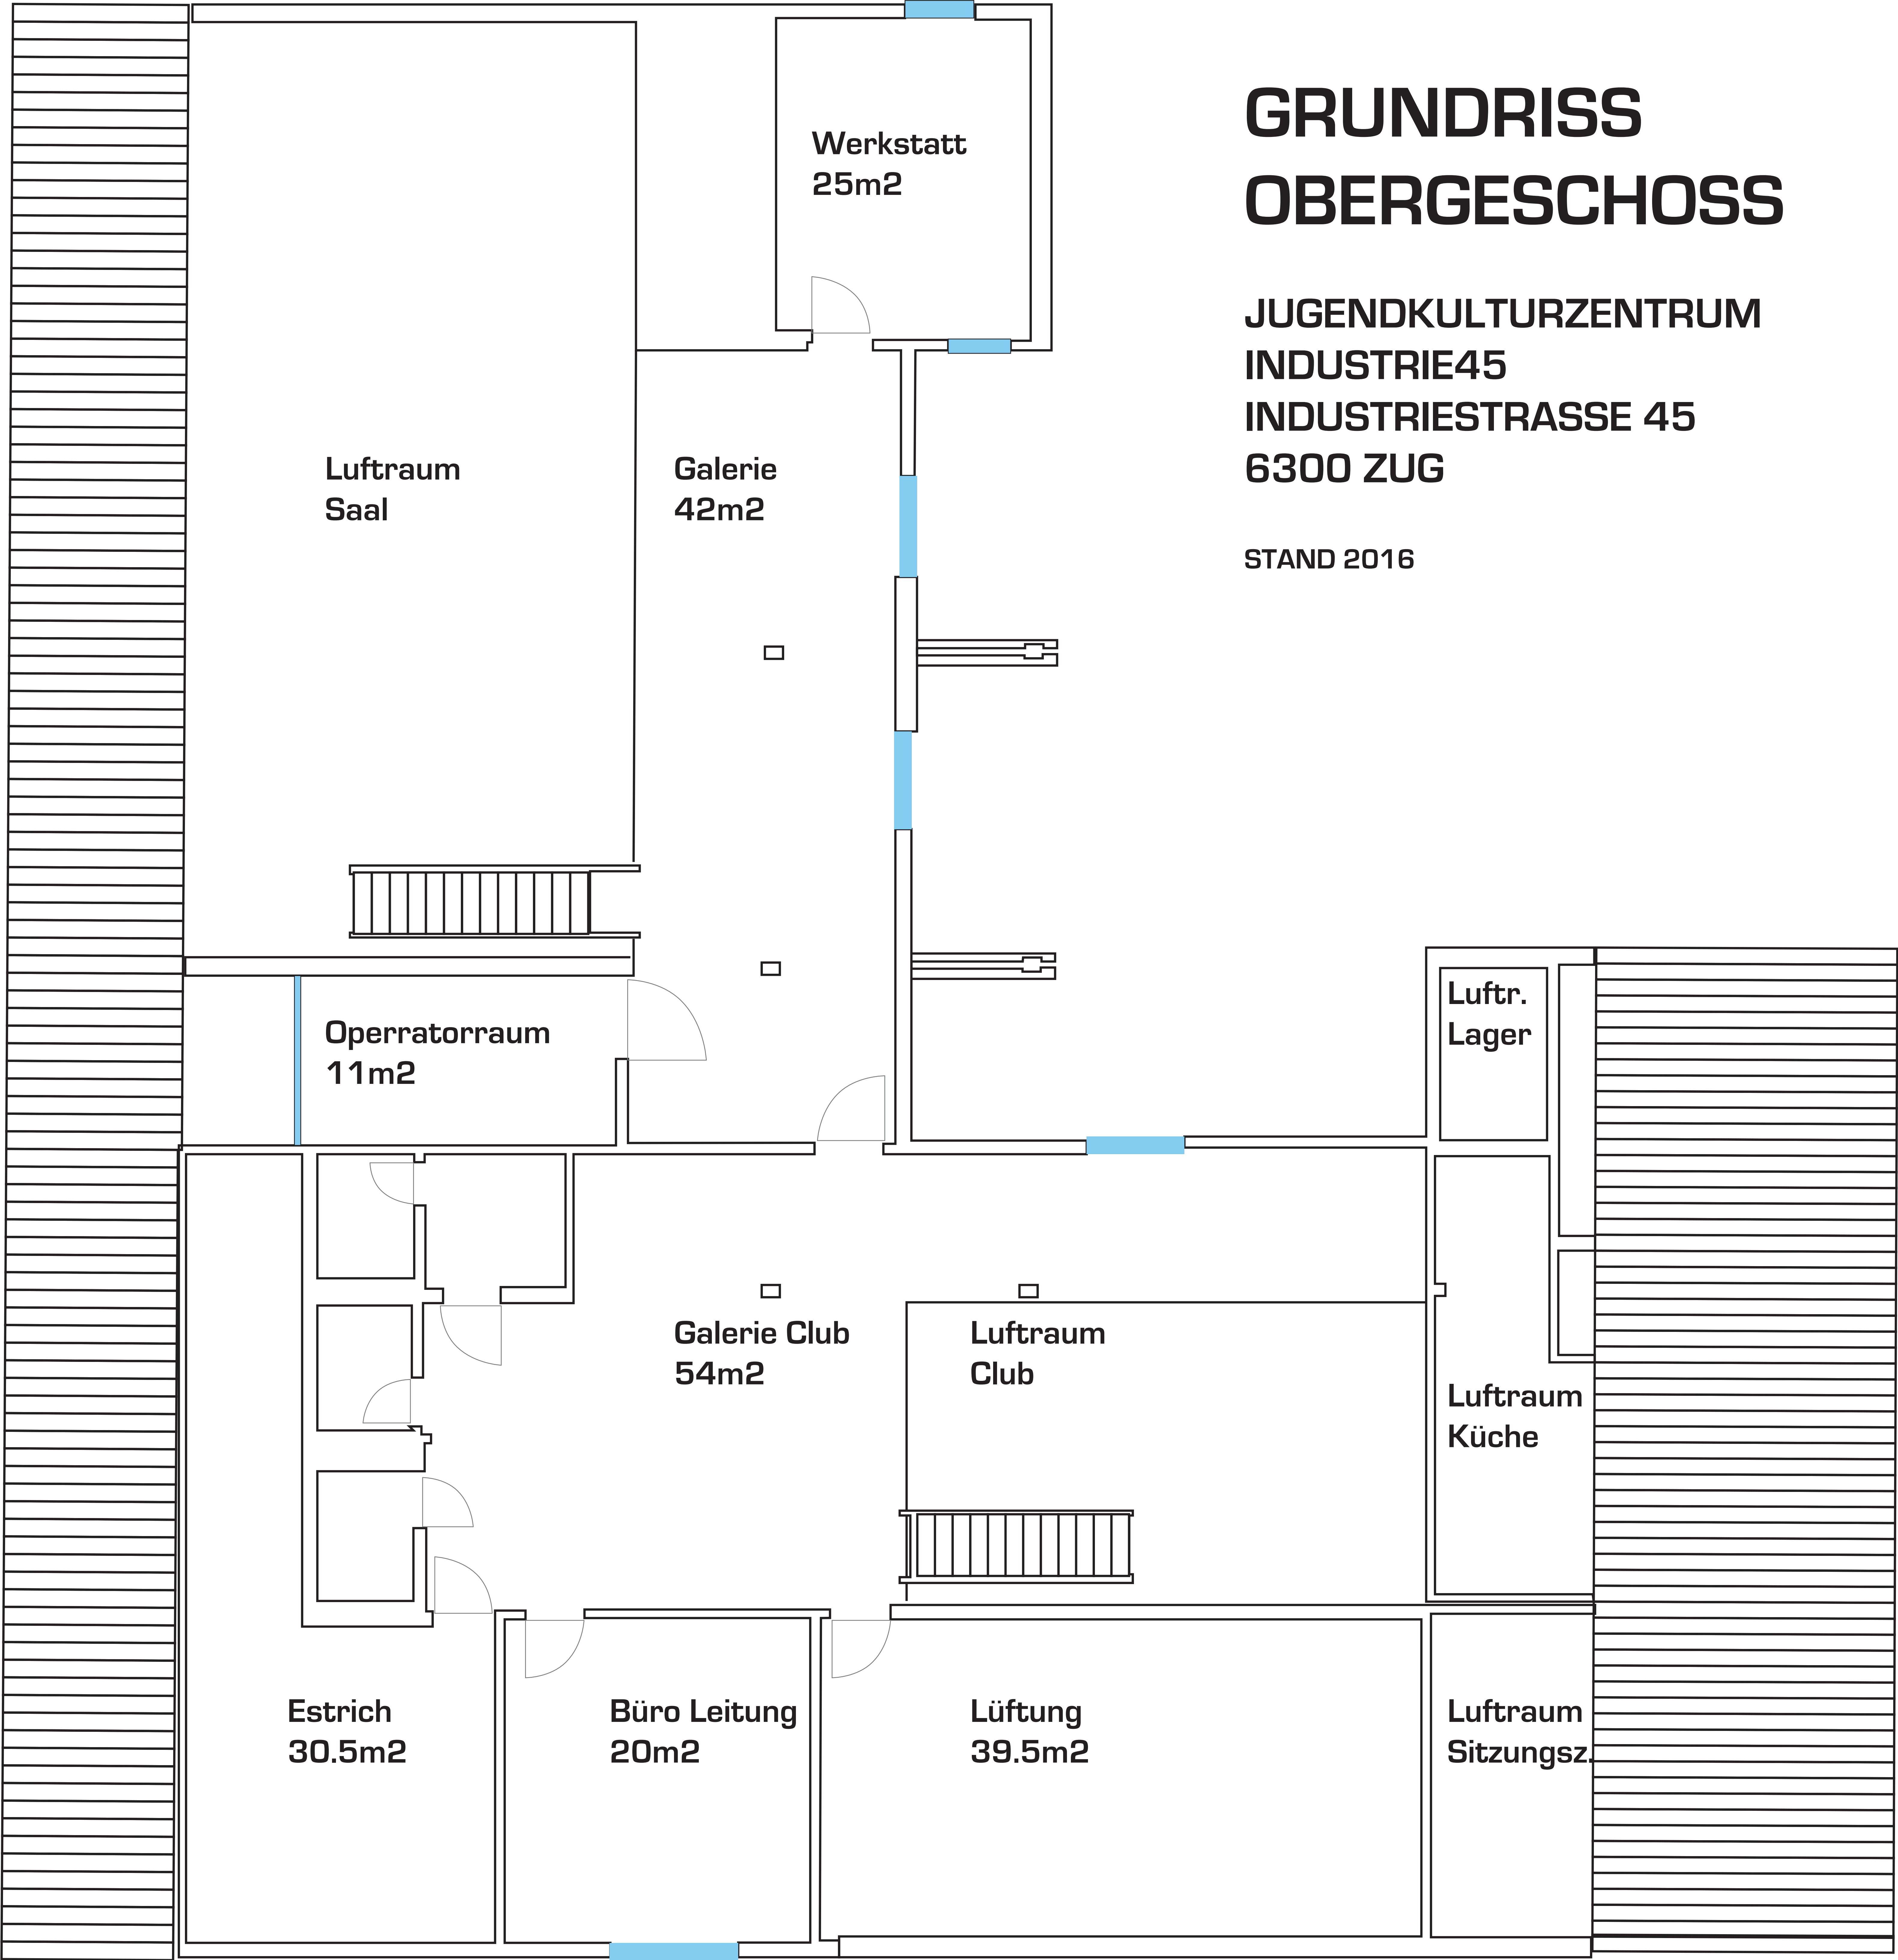 GRUNDRISS
OBERGESCHOSS
JUGENDKULTURZENTRUM
INDUSTRIE45
INDUSTRIESTRASSE 45
6300 ZUG
STAND 2016
Werkstatt
25m2
Luftraum
Saal
Galerie
42m2
Operratorraum
11m2
Luftr.
Lager
Galerie Club
54m2
Luftraum
Club
Luftraum
Küche
Estrich
30.5m2
Büro Leitung
20m2
Lüftung
39.5m2
Luftraum
Sitzungsz.